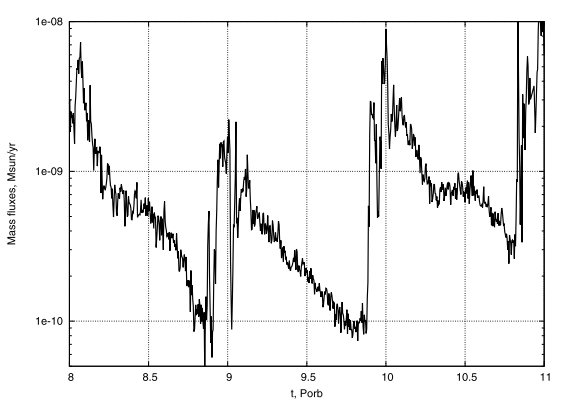 1e-08
1e-09
1e-10
Mass fluxes, Msun/yr
8
8.5
9
9.5
10
10.5
11
t, Porb